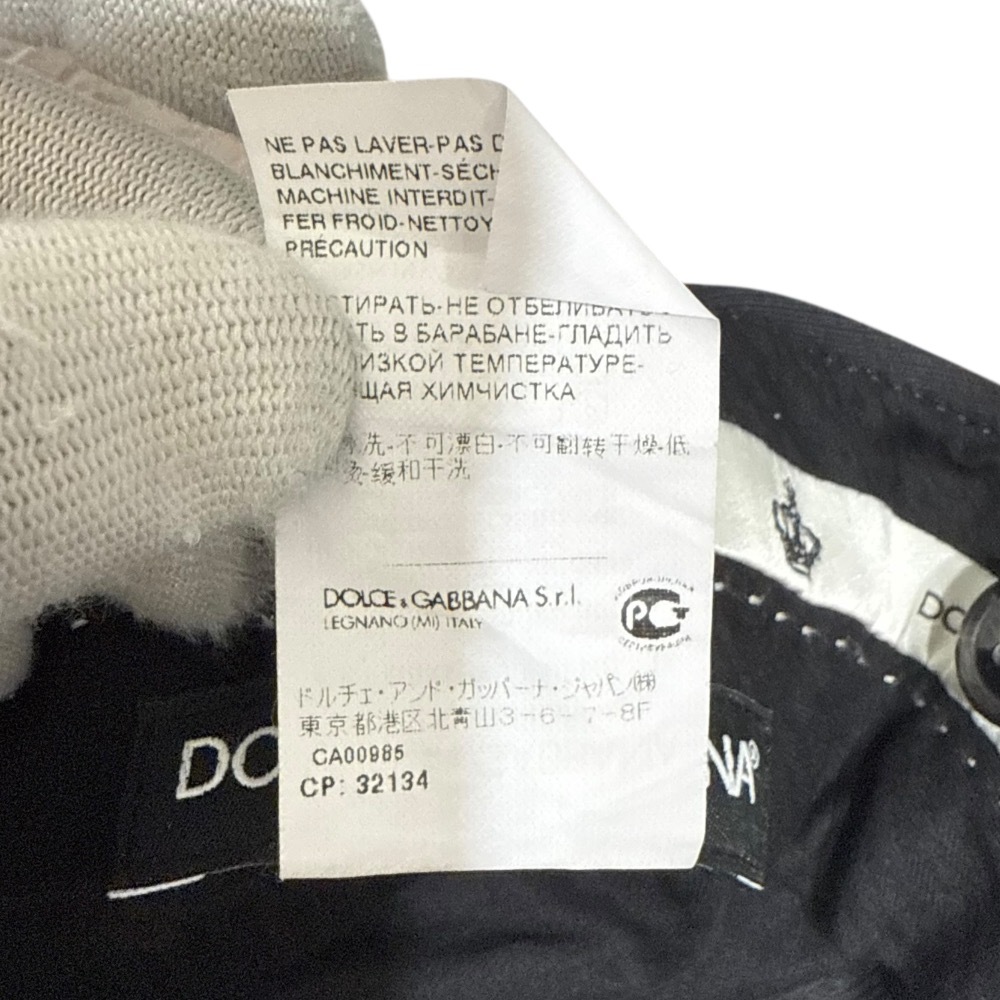 NE PAS LAVER-PAS D
BLANCHIMENT-SÉCH
MACHINE INTERDIT-
FER FROID-NETTOY
PRÉCAUTION
ТИРАТЬ-НЕ ОТБЕЛИВАТЬ-
ТЬ В БАРАБАНЕ-ГЛАДИТЬ
ИЗКОЙ ТЕМПЕРАТУРЕ-
ЩАЯ ХИМЧИСТКА
洗-不可漂白-不可翻转干燥-低
烫-缓和干洗
DOLCE & GABBANA S.r.l.
LEGNANO (MI) ITALY
PCT
ドルチェ・アンド・ガッバーナ・ジャパン(株)
東京都港区北青山3-6-7-8F
CA00985
CP: 32134
DO
NA®
DO